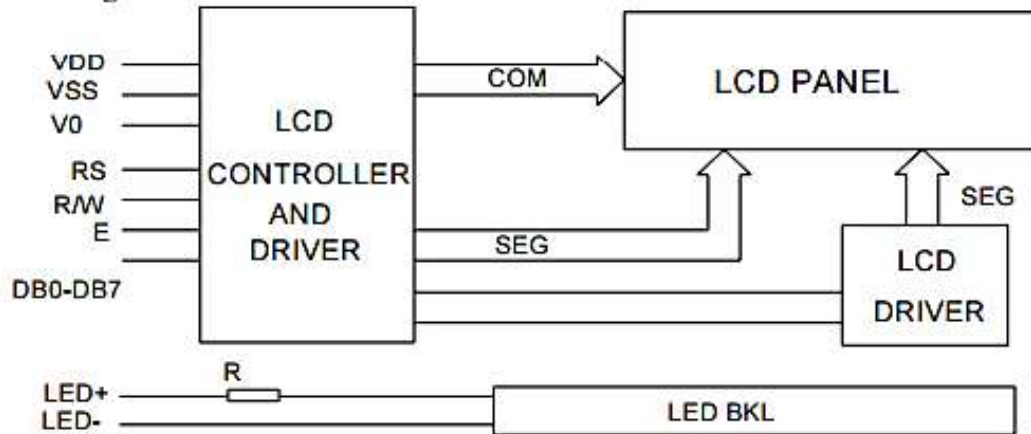 VDD
VSS
V0
RS
R/W
E
DB0-DB7
LCD
CONTROLLER
AND
DRIVER
COM
SEG
LCD PANEL
SEG
LCD
DRIVER
R
LED+
LED-
LED BKL